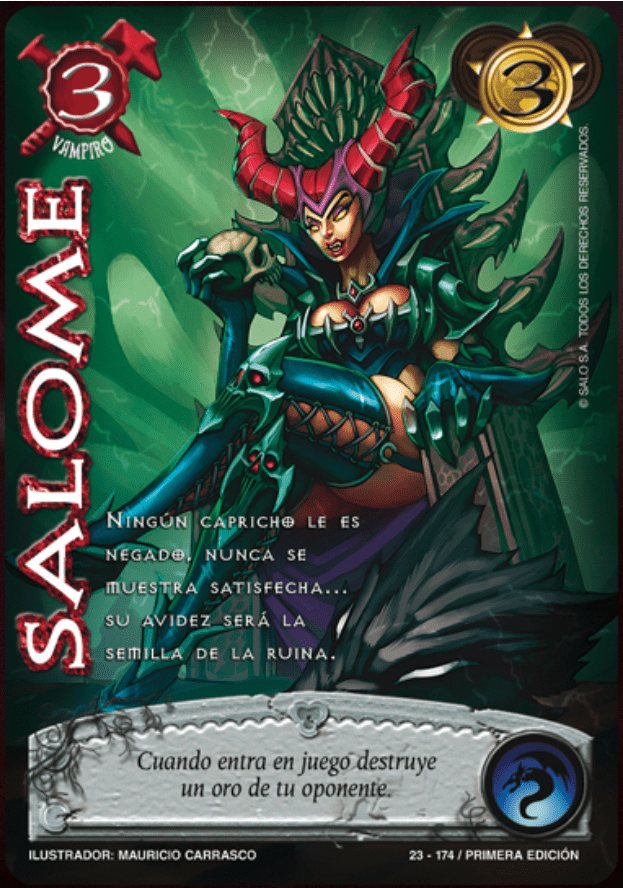 3
VAMPIRO
3
SALOME
© SALO S.A. TODOS LOS DERECHOS RESERVADOS.
NINGÚN CAPRICHO LE ES
NEGADO, NUNCA SE
MUESTRA SATISFECHA...
SU AVIDEZ SERÁ LA
SEMILLA DE LA RUINA.
Cuando entra en juego destruye
un oro de tu oponente.
ILUSTRADOR: MAURICIO CARRASCO
23 - 174 / PRIMERA EDICIÓN